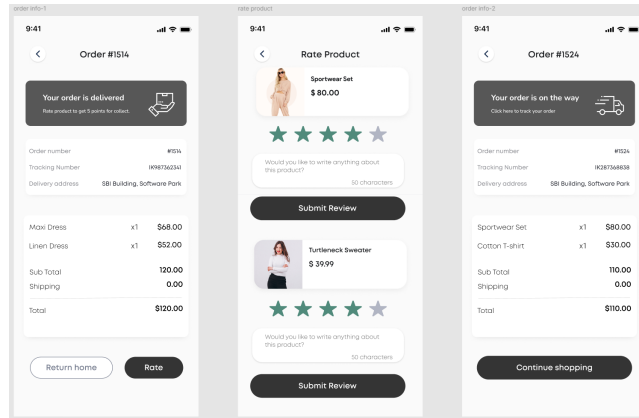 order info-1
9:41
Order #1514
Your order is delivered
Rate product to get 5 points for collect.
Order number #1514
Tracking Number IK987362341
Delivery address SBI Building, Software Park
Maxi Dress x1 $68.00
Linen Dress x1 $52.00
Sub Total 120.00
Shipping 0.00
Total $120.00
Return home
Rate
rate product
9:41
Rate Product
Sportwear Set
$ 80.00
Would you like to write anything about
this product?
50 characters
Submit Review
Turtleneck Sweater
$ 39.99
Would you like to write anything about
this product?
50 characters
Submit Review
order info-2
9:41
Order #1524
Your order is on the way
Click here to track your order
Order number #1524
Tracking Number IK287368838
Delivery address SBI Building, Software Park
Sportwear Set x1 $80.00
Cotton T-shirt x1 $30.00
Sub Total 110.00
Shipping 0.00
Total $110.00
Continue shopping